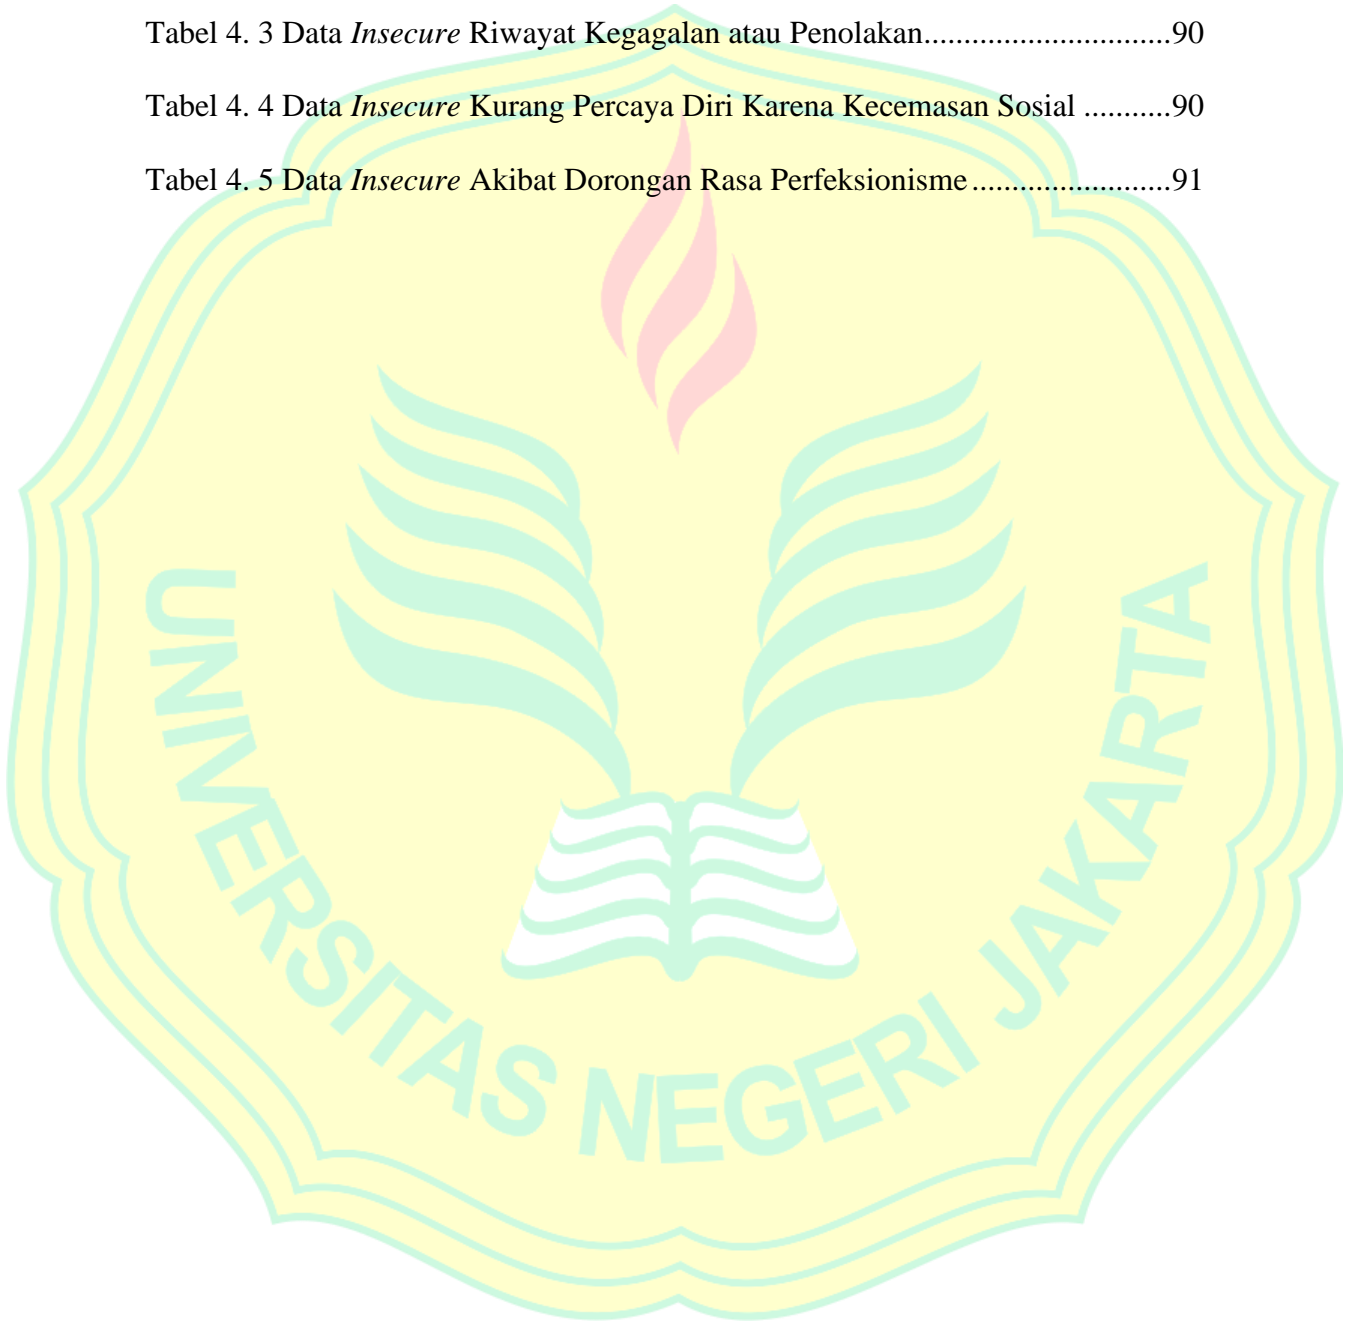 Tabel 4. 3 Data Insecure Riwayat Kegagalan atau Penolakan...............................90
Tabel 4. 4 Data Insecure Kurang Percaya Diri Karena Kecemasan Sosial ...........90
Tabel 4. 5 Data Insecure Akibat Dorongan Rasa Perfeksionisme.........................91
UNIVERSITAS NEGERI JAKARTA